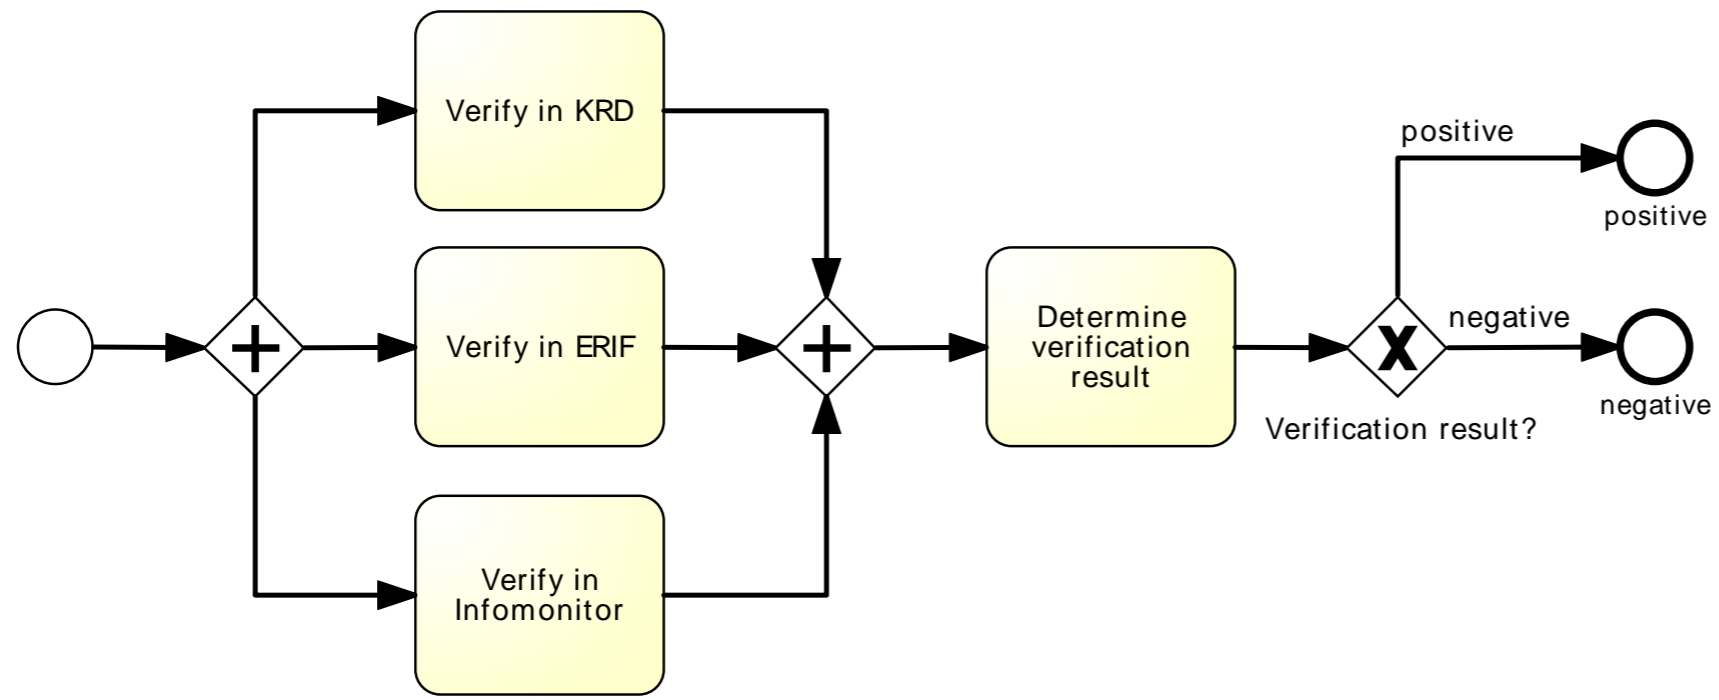 Verify in KRD
Verify in ERIF
Verify in
Infomonitor
Determine
verification
result
Verification result?
positive
positive
negative
negative